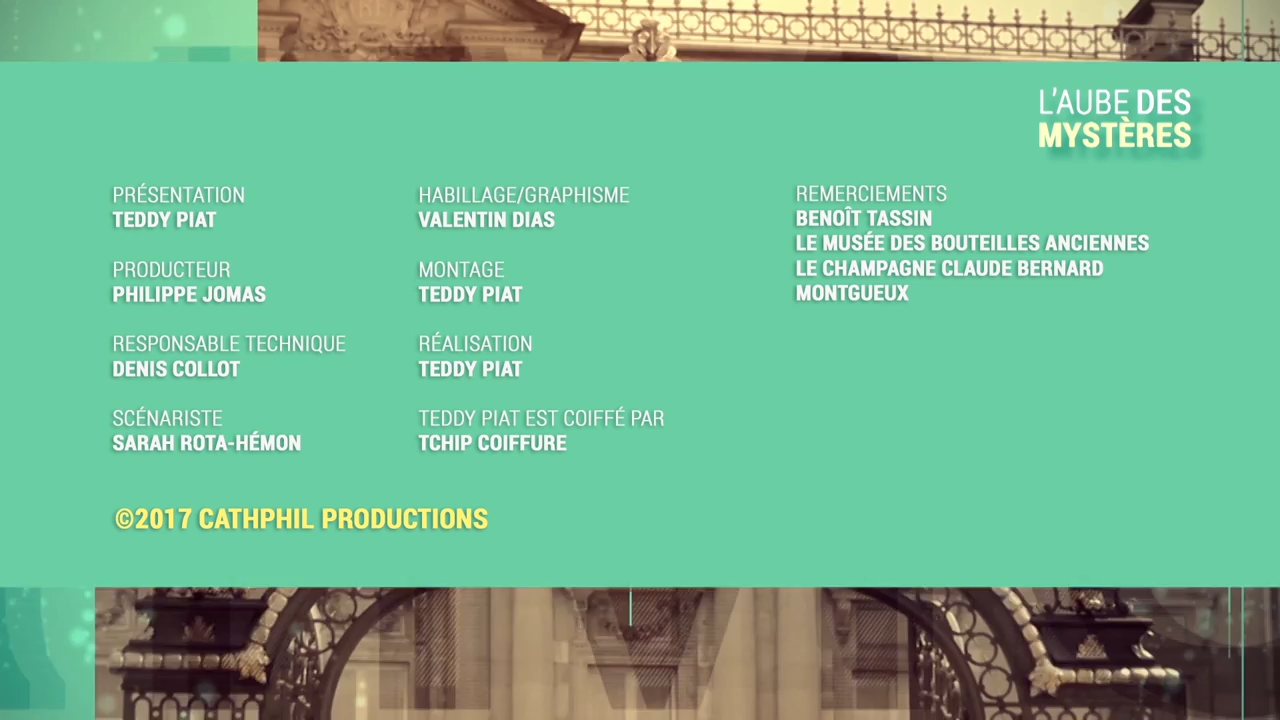 L'AUBE DES
MYSTÈRES
PRÉSENTATION
TEDDY PIAT
PRODUCTEUR
PHILIPPE JOMAS
RESPONSABLE TECHNIQUE
DENIS COLLOT
SCÉNARISTE
SARAH ROTA-HÉMON
HABILLAGE/GRAPHISME
VALENTIN DIAS
MONTAGE
TEDDY PIAT
RÉALISATION
TEDDY PIAT
TEDDY PIAT EST COIFFÉ PAR
TCHIP COIFFURE
REMERCIEMENTS
BENOÎT TASSIN
LE MUSÉE DES BOUTEILLES ANCIENNES
LE CHAMPAGNE CLAUDE BERNARD
MONTGUEUX
©2017 CATHPHIL PRODUCTIONS